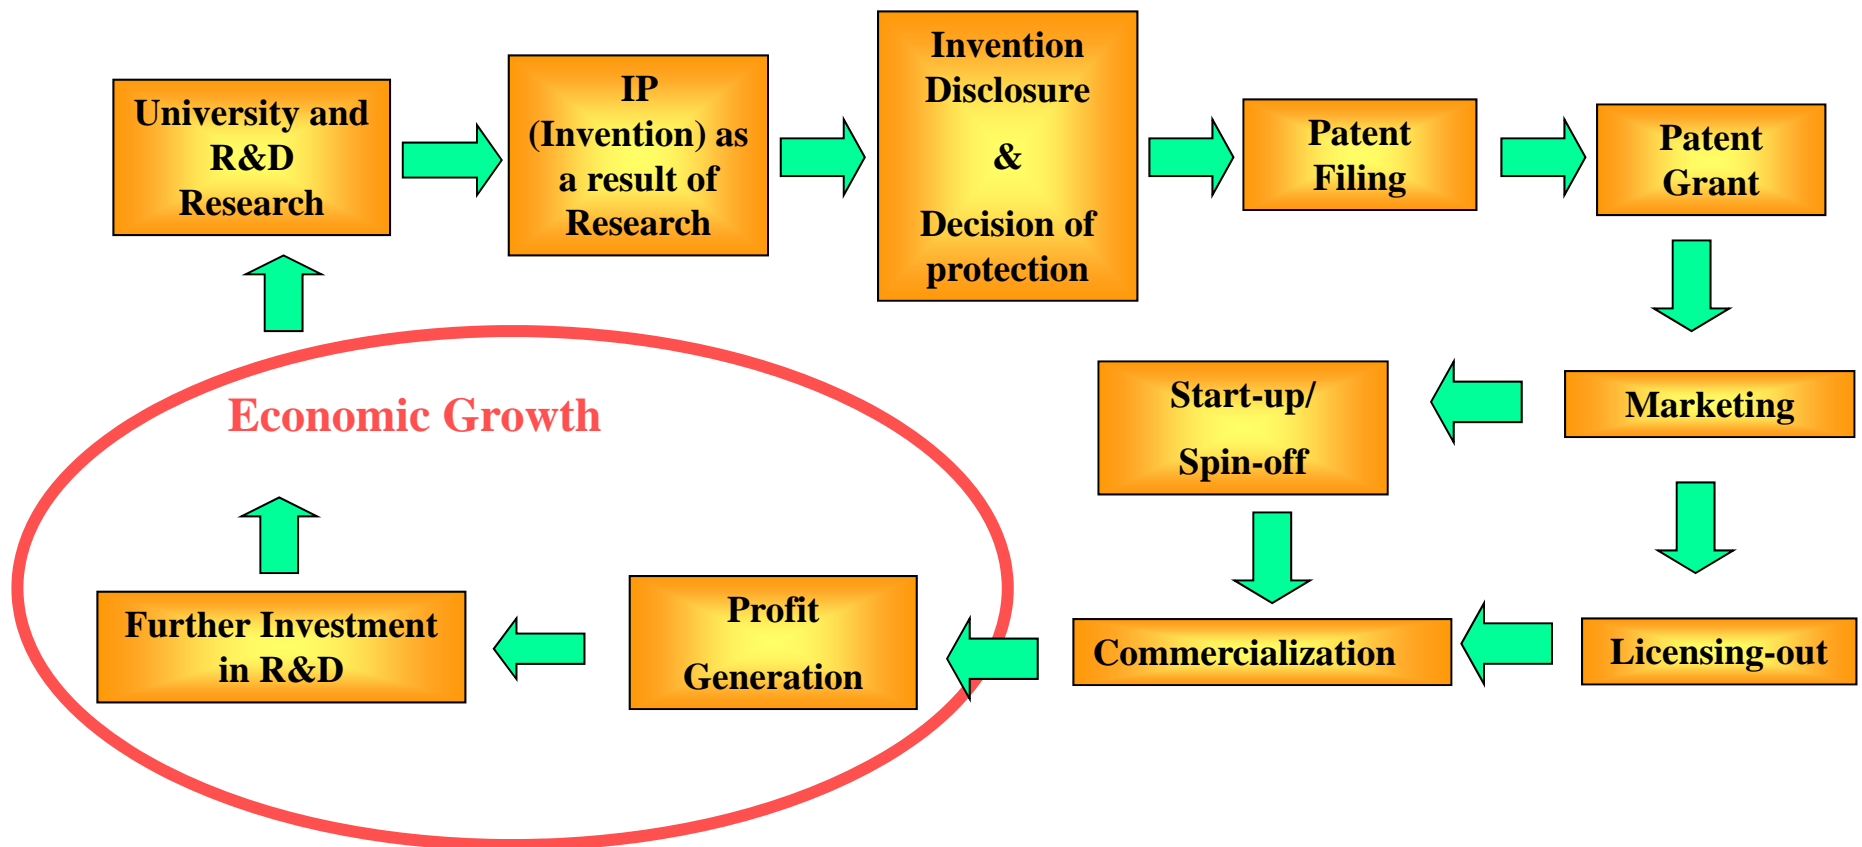 University and
R&D
Research
IP
(Invention) as
a result of
Research
Invention
Disclosure
&
Decision of
protection
Patent
Filing
Patent
Grant
Marketing
Start-up/
Spin-off
Licensing-out
Commercialization
Economic Growth
Profit
Generation
Further Investment
in R&D